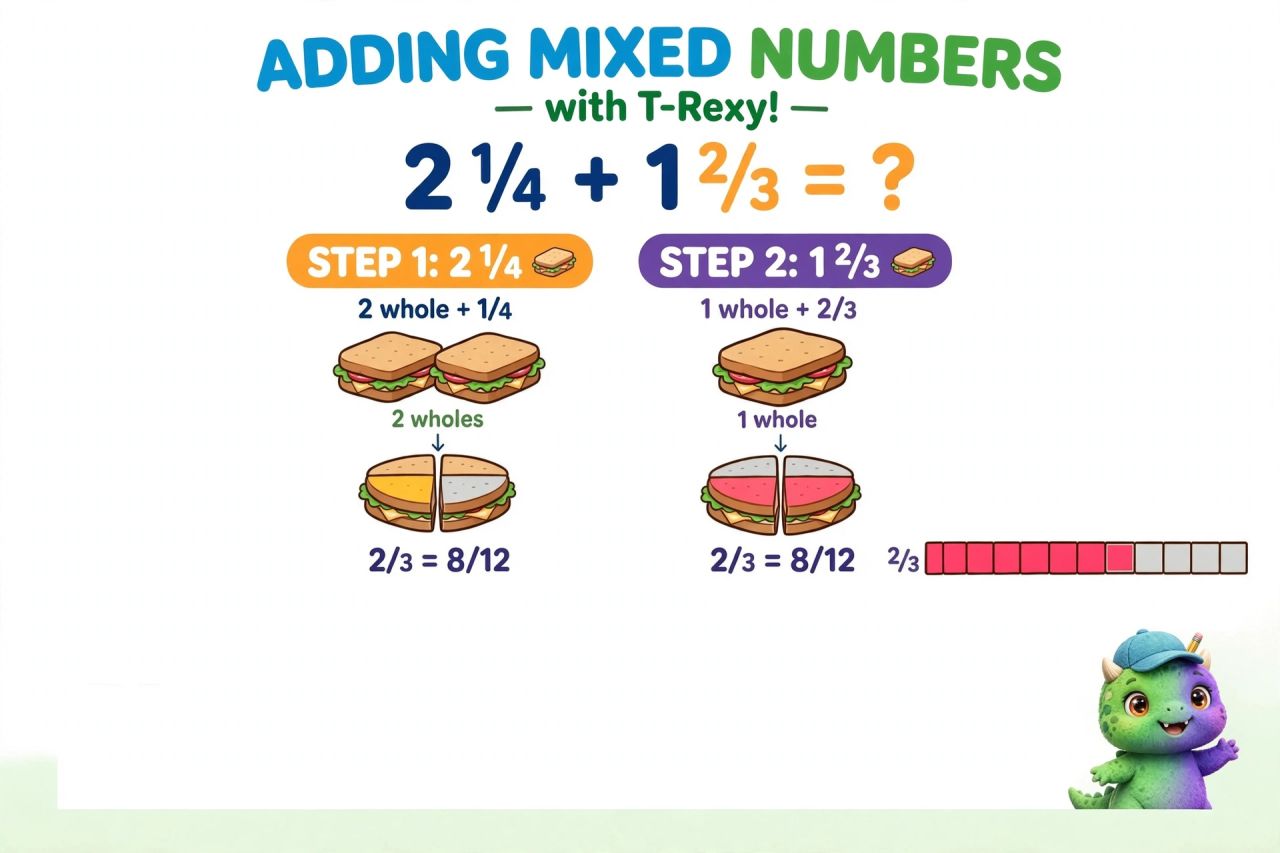 ADDING MIXED NUMBERS
— with T-Rexy! —
2 1/4 + 1 2/3 = ?
STEP 1: 2 1/4
2 whole + 1/4
2 wholes
2/3 = 8/12
STEP 2: 1 2/3
1 whole + 2/3
1 whole
2/3 = 8/12
2/3